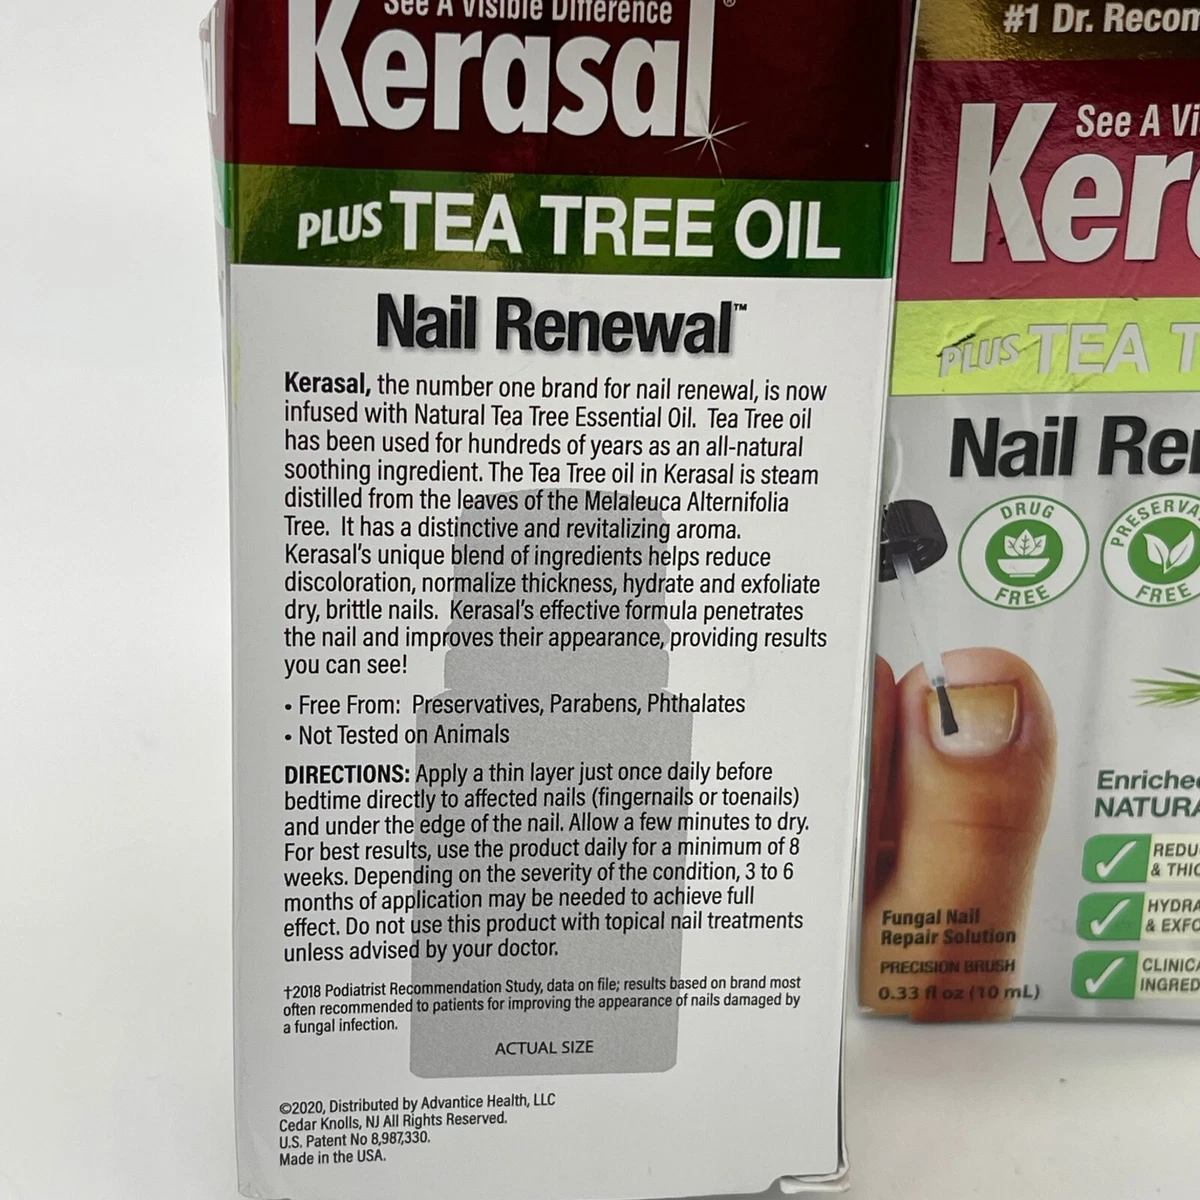 See A Visible Difference
Kerasal®
PLUS TEA TREE OIL
Nail Renewal™
Kerasal, the number one brand for nail renewal, is now
infused with Natural Tea Tree Essential Oil. Tea Tree oil
has been used for hundreds of years as an all-natural
soothing ingredient. The Tea Tree oil in Kerasal is steam
distilled from the leaves of the Melaleuca Alternifolia
Tree. It has a distinctive and revitalizing aroma.
Kerasal's unique blend of ingredients helps reduce
discoloration, normalize thickness, hydrate and exfoliate
dry, brittle nails. Kerasal's effective formula penetrates
the nail and improves their appearance, providing results
you can see!
• Free From: Preservatives, Parabens, Phthalates
• Not Tested on Animals
DIRECTIONS: Apply a thin layer just once daily before
bedtime directly to affected nails (fingernails or toenails)
and under the edge of the nail. Allow a few minutes to dry.
For best results, use the product daily for a minimum of 8
weeks. Depending on the severity of the condition, 3 to 6
months of application may be needed to achieve full
effect. Do not use this product with topical nail treatments
unless advised by your doctor.
†2018 Podiatrist Recommendation Study, data on file; results based on brand most
often recommended to patients for improving the appearance of nails damaged by
a fungal infection.
ACTUAL SIZE
©2020, Distributed by Advantice Health, LLC
Cedar Knolls, NJ All Rights Reserved.
U.S. Patent No 8,987,330.
Made in the USA.
#1 Dr. Recom
See A Vi
Ker
PLUS TEA T
Nail Re
DRUG
FREE
PRESERVA
FREE
Enriche
NATURA
REDU
& THIC
HYDRA
& EXFO
CLINICA
INGRED
Fungal Nail
Repair Solution
PRECISION BRUSH
0.33 fl oz (10 mL)